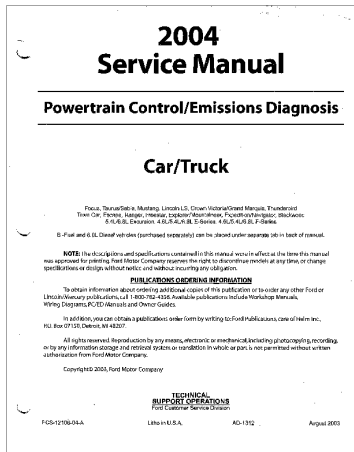 2004
Service Manual
Powertrain Control/Emissions Diagnosis
Car/Truck
Focus, Taurus/Sable, Mustang, Lincoln LS, Crown Victoria/Grand Marquis, Thunderbird
Town Car, Escape, Ranger, Freestar, Explorer/Mountaineer, Expedition/Navigator, Blackwood,
5.4L/6.8L Excursion, 4.6L/5.4L/6.8L E-Series, 4.6L/5.4L/6.8L F-Series
Bi-Fuel and 6.0L Diesel vehicles (purchased separately) can be placed under separate tab in back of manual.
NOTE: The descriptions and specifications contained in this manual were in effect at the time this manual
was approved for printing. Ford Motor Company reserves the right to discontinue models at any time, or change
specifications or design without notice and without incurring any obligation.
PUBLICATIONS ORDERING INFORMATION
To obtain information about ordering additional copies of this publication or to order any other Ford or
Lincoln/Mercury publications, call 1-800-782-4356. Available publications include Workshop Manuals,
Wiring Diagrams, PC/ED Manuals and Owner Guides.
In addition, you can obtain a publications order form by writing to: Ford Publications, care of Helm Inc.,
P.O. Box 07150, Detroit, MI 48207.
All rights reserved. Reproduction by any means, electronic or mechanical, including photocopying, recording,
or by any information storage and retrieval system or translation in whole or part, is not permitted without written
authorization from Ford Motor Company.
Copyright © 2003, Ford Motor Company
TECHNICAL
SUPPORT OPERATIONS
Ford Customer Service Division
FCS-12106-04-A Litho in U.S.A. AD-1312 August 2003